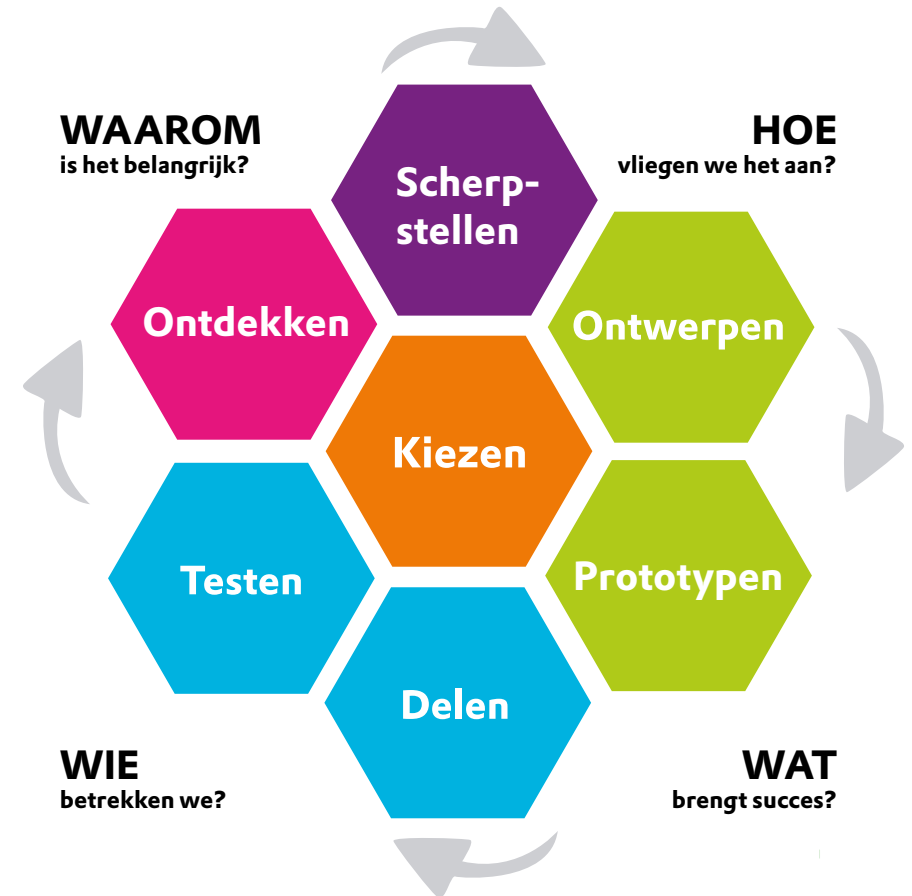 WAAROM
is het belangrijk?
HOE
vliegen we het aan?
Scherp-
stellen
Ontdekken
Ontwerpen
Kiezen
Testen
Prototypen
Delen
WIE
betrekken we?
WAT
brengt succes?